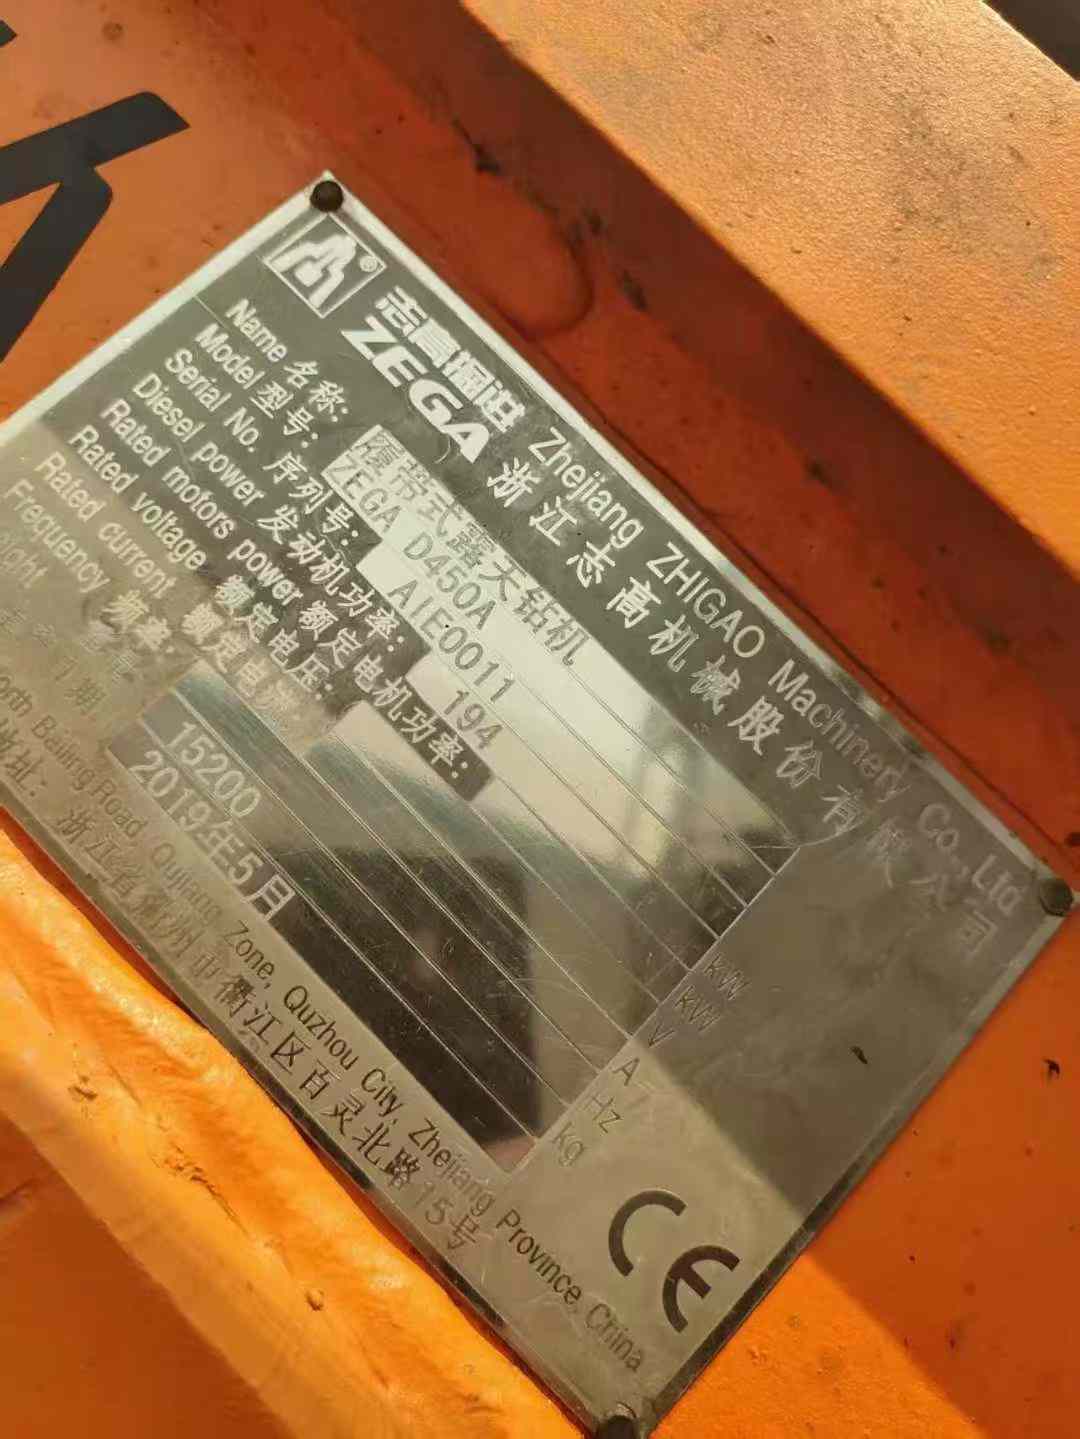 志高掘进 Zhejiang ZHIGAO Machinery Co.,Ltd.
ZEGA 浙江志高机械股份有限公司
Name 名称: 履带式露天钻机
Model 型号: ZEGA D450A
Serial No. 序列号: AIE0011
Diesel power 发动机功率: 194 kW
Rated motors power 额定电机功率: kW
Rated voltage 额定电压: V
Rated current 额定电流: A
Frequency 频率: Hz
15200 kg
2019年5月
Bailing Road, Qujiang Zone, Quzhou City, Zhejiang Province, China
地址: 浙江省衢州市衢江区百灵北路15号
CE